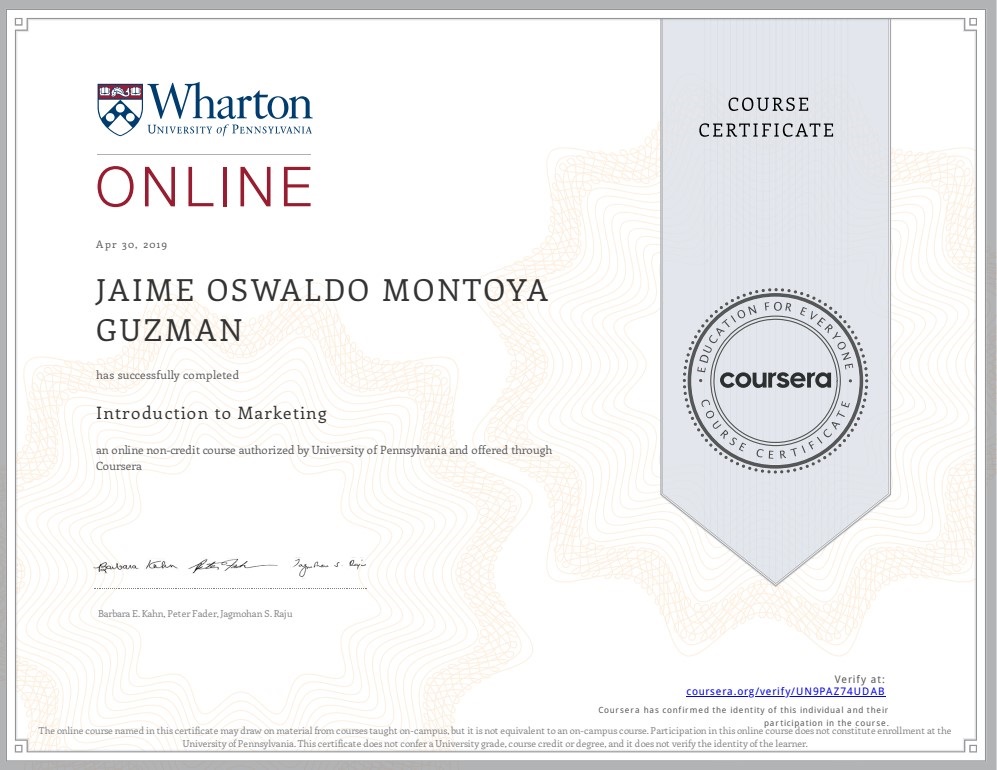 Wharton
UNIVERSITY of PENNSYLVANIA
ONLINE
Apr 30, 2019
JAIME OSWALDO MONTOYA
GUZMAN
has successfully completed
Introduction to Marketing
an online non-credit course authorized by University of Pennsylvania and offered through
Coursera
Barbara Kahn
Barbara E. Kahn, Peter Fader, Jagmohan S. Raju
COURSE
CERTIFICATE
EDUCATION FOR EVERYONE
coursera
COURSE CERTIFICATE
Verify at:
coursera.org/verify/UN9PAZ74UDAB
Coursera has confirmed the identity of this individual and their
participation in the course.
The online course named in this certificate may draw on material from courses taught on-campus, but it is not equivalent to an on-campus course. Participation in this online course does not constitute enrollment at the
University of Pennsylvania. This certificate does not confer a University grade, course credit or degree, and it does not verify the identity of the learner.